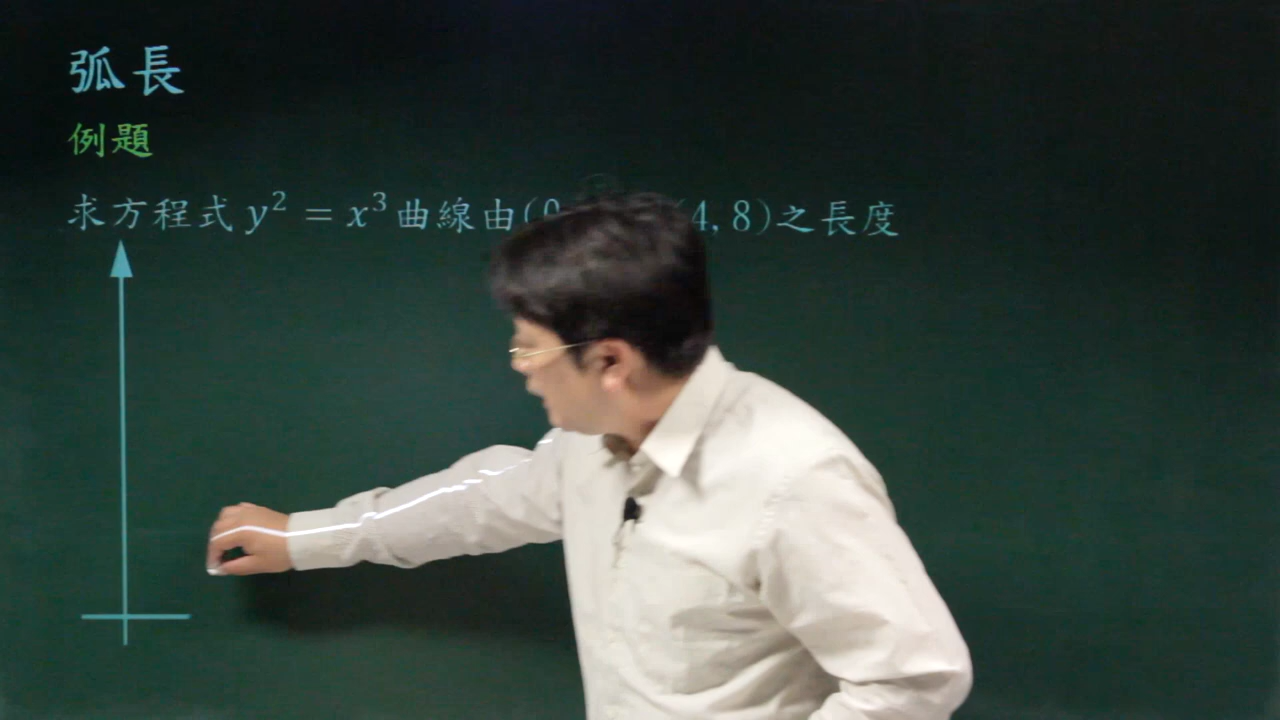 弧長
例題
求方程式 y² = x³ 曲線由(0 4, 8)之長度